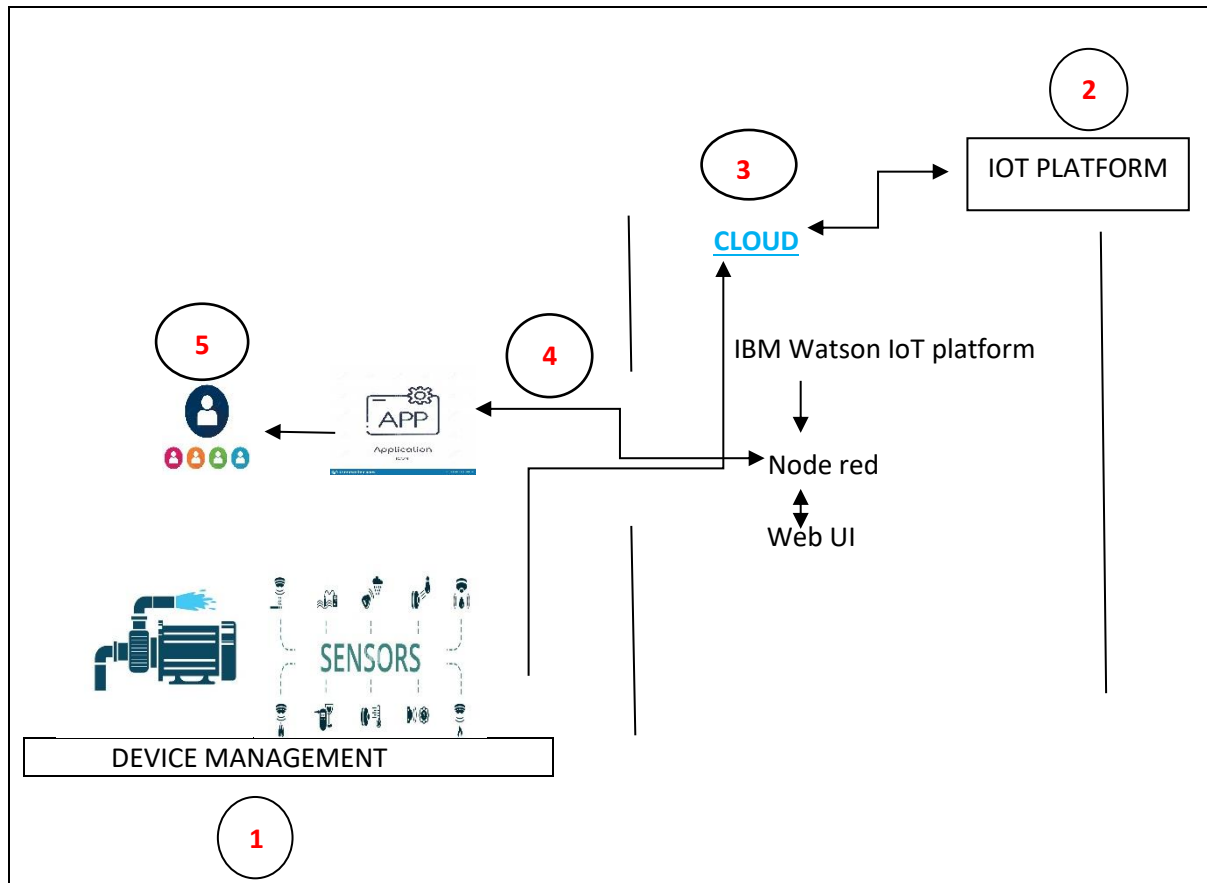 2
IOT PLATFORM
3
CLOUD
5
4
IBM Watson IoT platform
APP
Application
Node red
Web UI
SENSORS
DEVICE MANAGEMENT
1